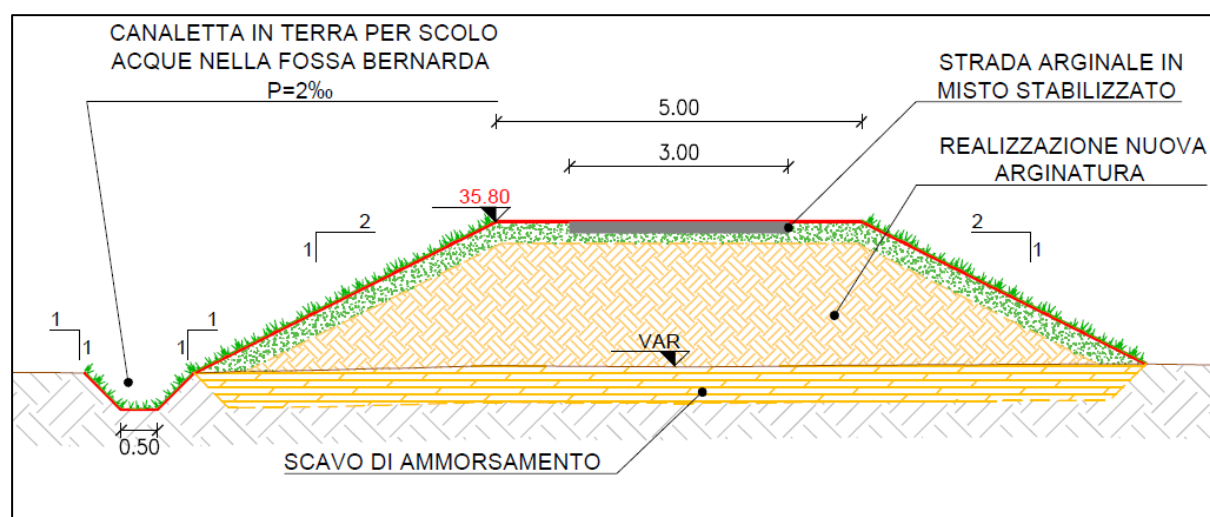 CANALETTA IN TERRA PER SCOLO
ACQUE NELLA FOSSA BERNARDA
P=2‰
STRADA ARGINALE IN
MISTO STABILIZZATO
5.00
REALIZZAZIONE NUOVA
ARGINATURA
3.00
35.80
2
1
2
1
1
1
1
1
VAR
0.50
SCAVO DI AMMORSAMENTO